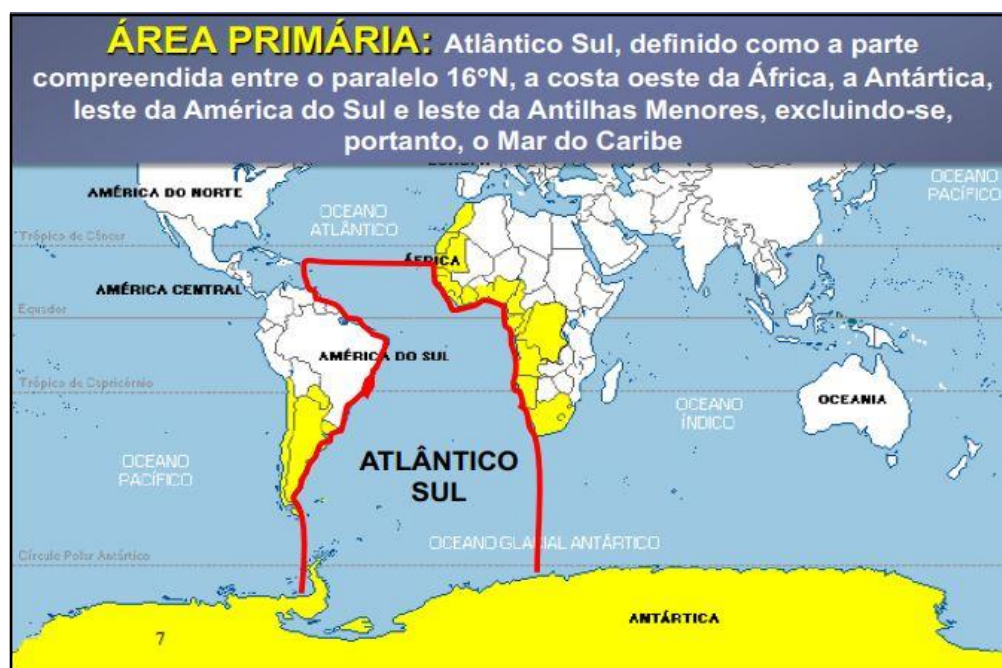 ÁREA PRIMÁRIA: Atlântico Sul, definido como a parte
compreendida entre o paralelo 16°N, a costa oeste da África, a Antártica,
leste da América do Sul e leste da Antilhas Menores, excluindo-se,
portanto, o Mar do Caribe
AMÉRICA DO NORTE
OCEANO
ATLÂNTICO
OCEANO
PACÍFICO
Trópico de Câncer
ÁFRICA
AMÉRICA CENTRAL
Equador
AMÉRICA DO SUL
Trópico de Capricórnio
OCEANO
ÍNDICO
OCEANIA
OCEANO
PACÍFICO
ATLÂNTICO
SUL
OCEANO GLACIAL ANTÁRTICO
Círculo Polar Antártico
ANTÁRTICA
7